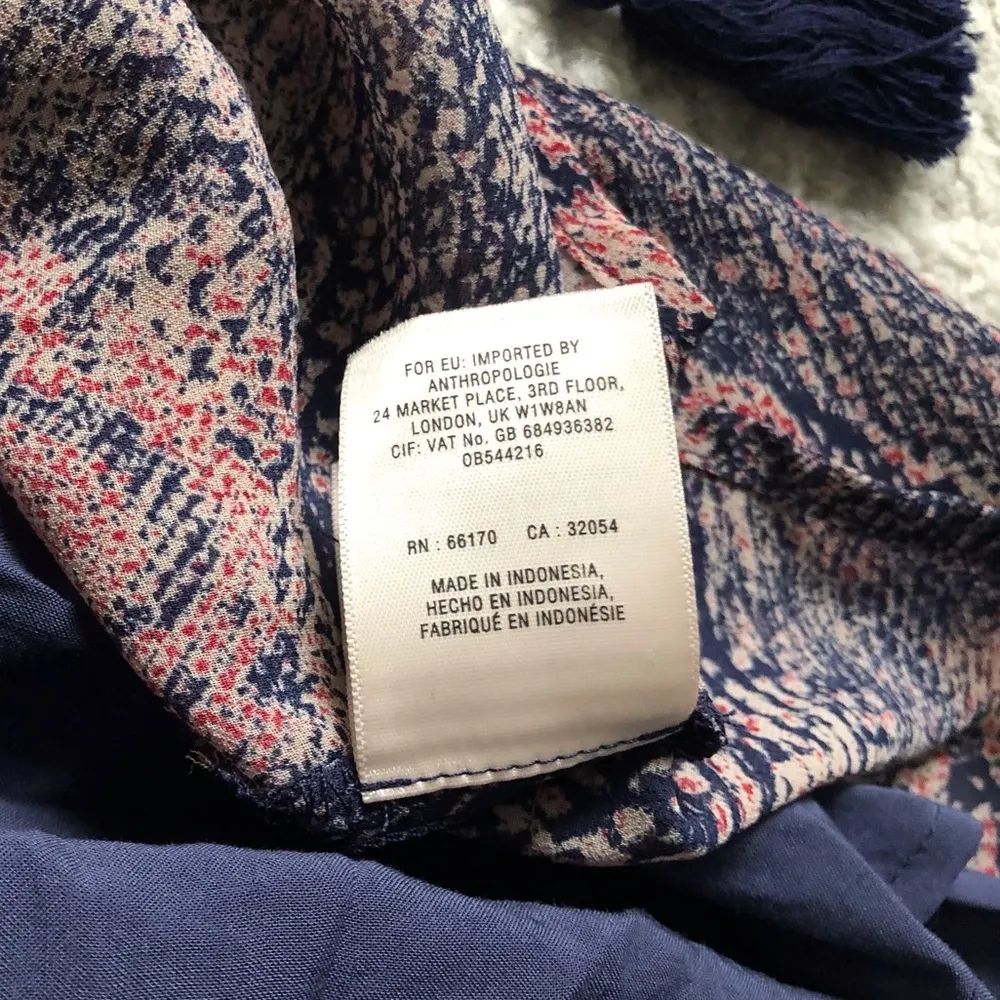 FOR EU: IMPORTED BY
ANTHROPOLOGIE
24 MARKET PLACE, 3RD FLOOR,
LONDON, UK W1W8AN
CIF: VAT No. GB 684936382
OB544216
RN : 66170 CA : 32054
MADE IN INDONESIA,
HECHO EN INDONESIA,
FABRIQUÉ EN INDONÉSIE